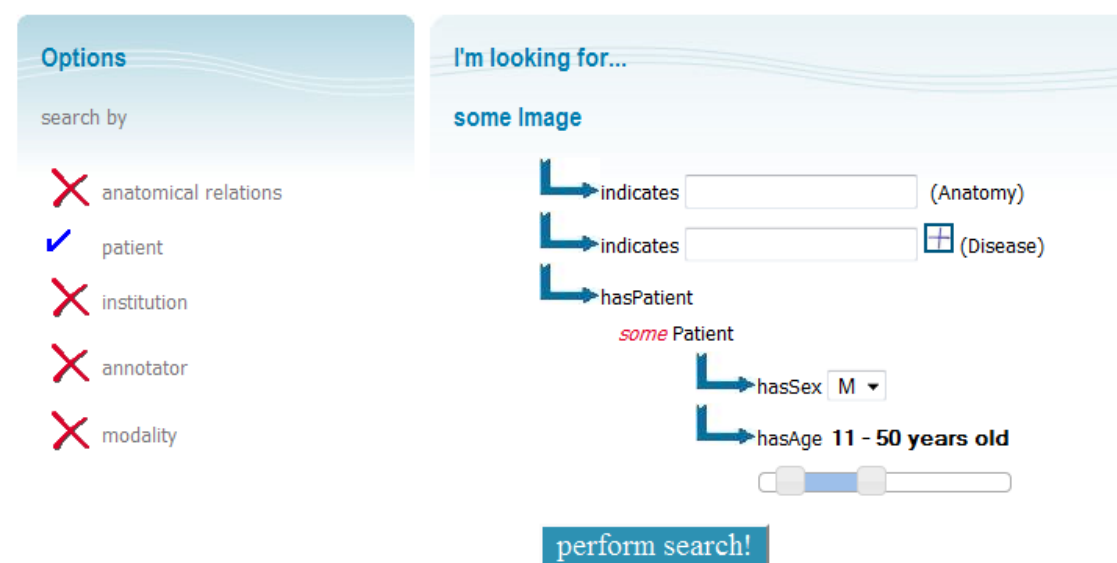 Options
search by
anatomical relations
patient
institution
annotator
modality
I'm looking for...
some Image
indicates (Anatomy)
indicates (Disease)
hasPatient
some Patient
hasSex M
hasAge 11 - 50 years old
perform search!